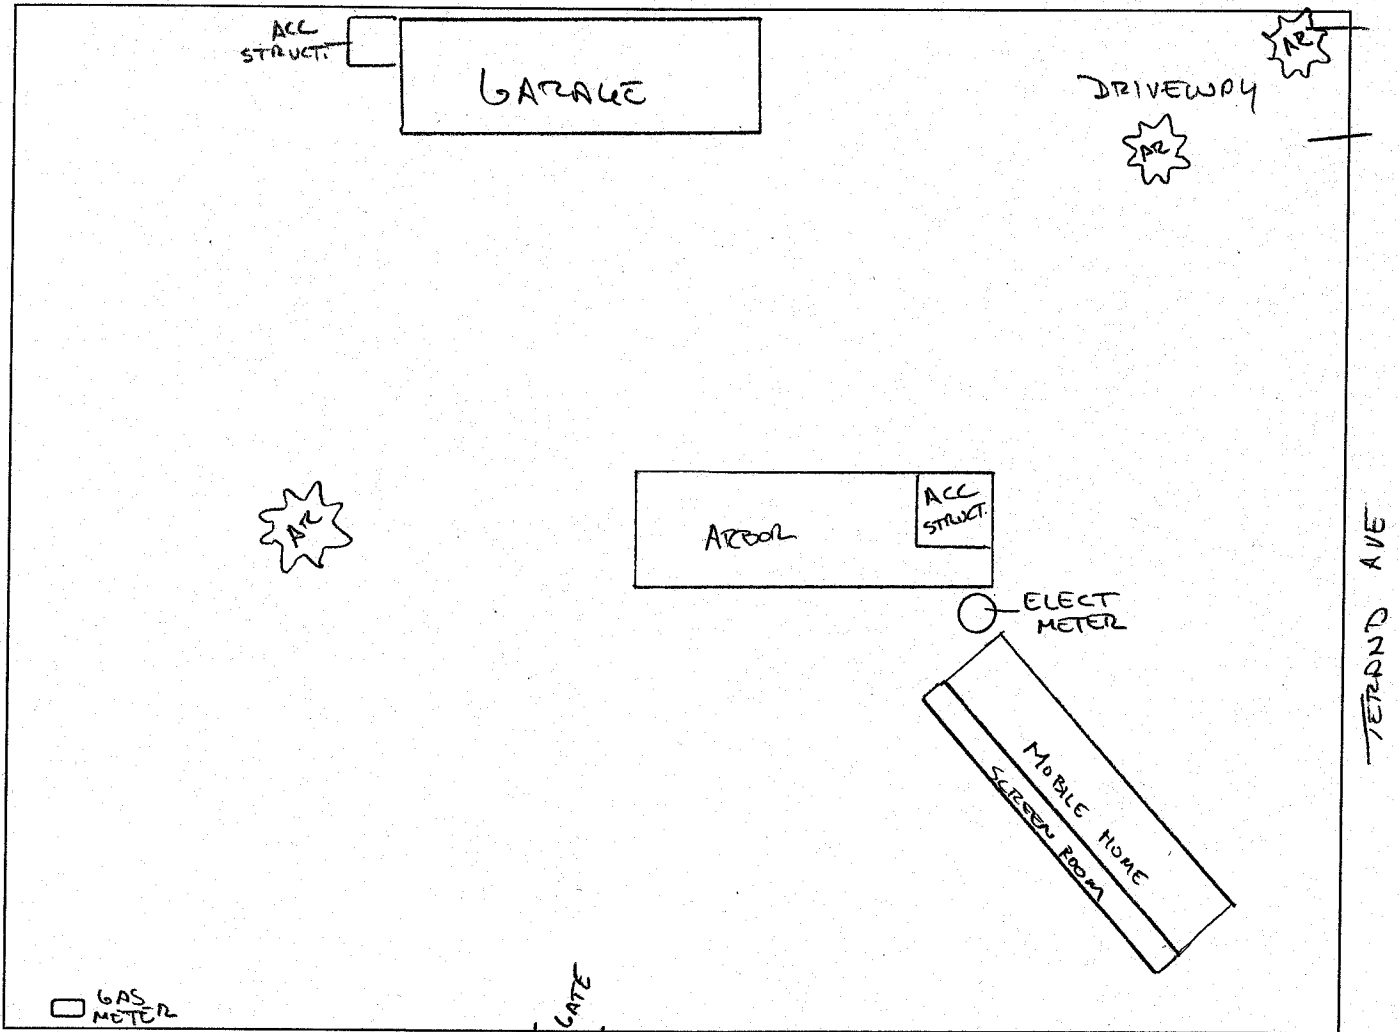 ACC
STRUCT.
GARAGE
AR
DRIVEWAY
AR
AR
ARBOR
ACC
STRUCT.
ELECT
METER
MOBILE HOME
SCREEN ROOM
TERAND AVE
GAS
METER
GATE